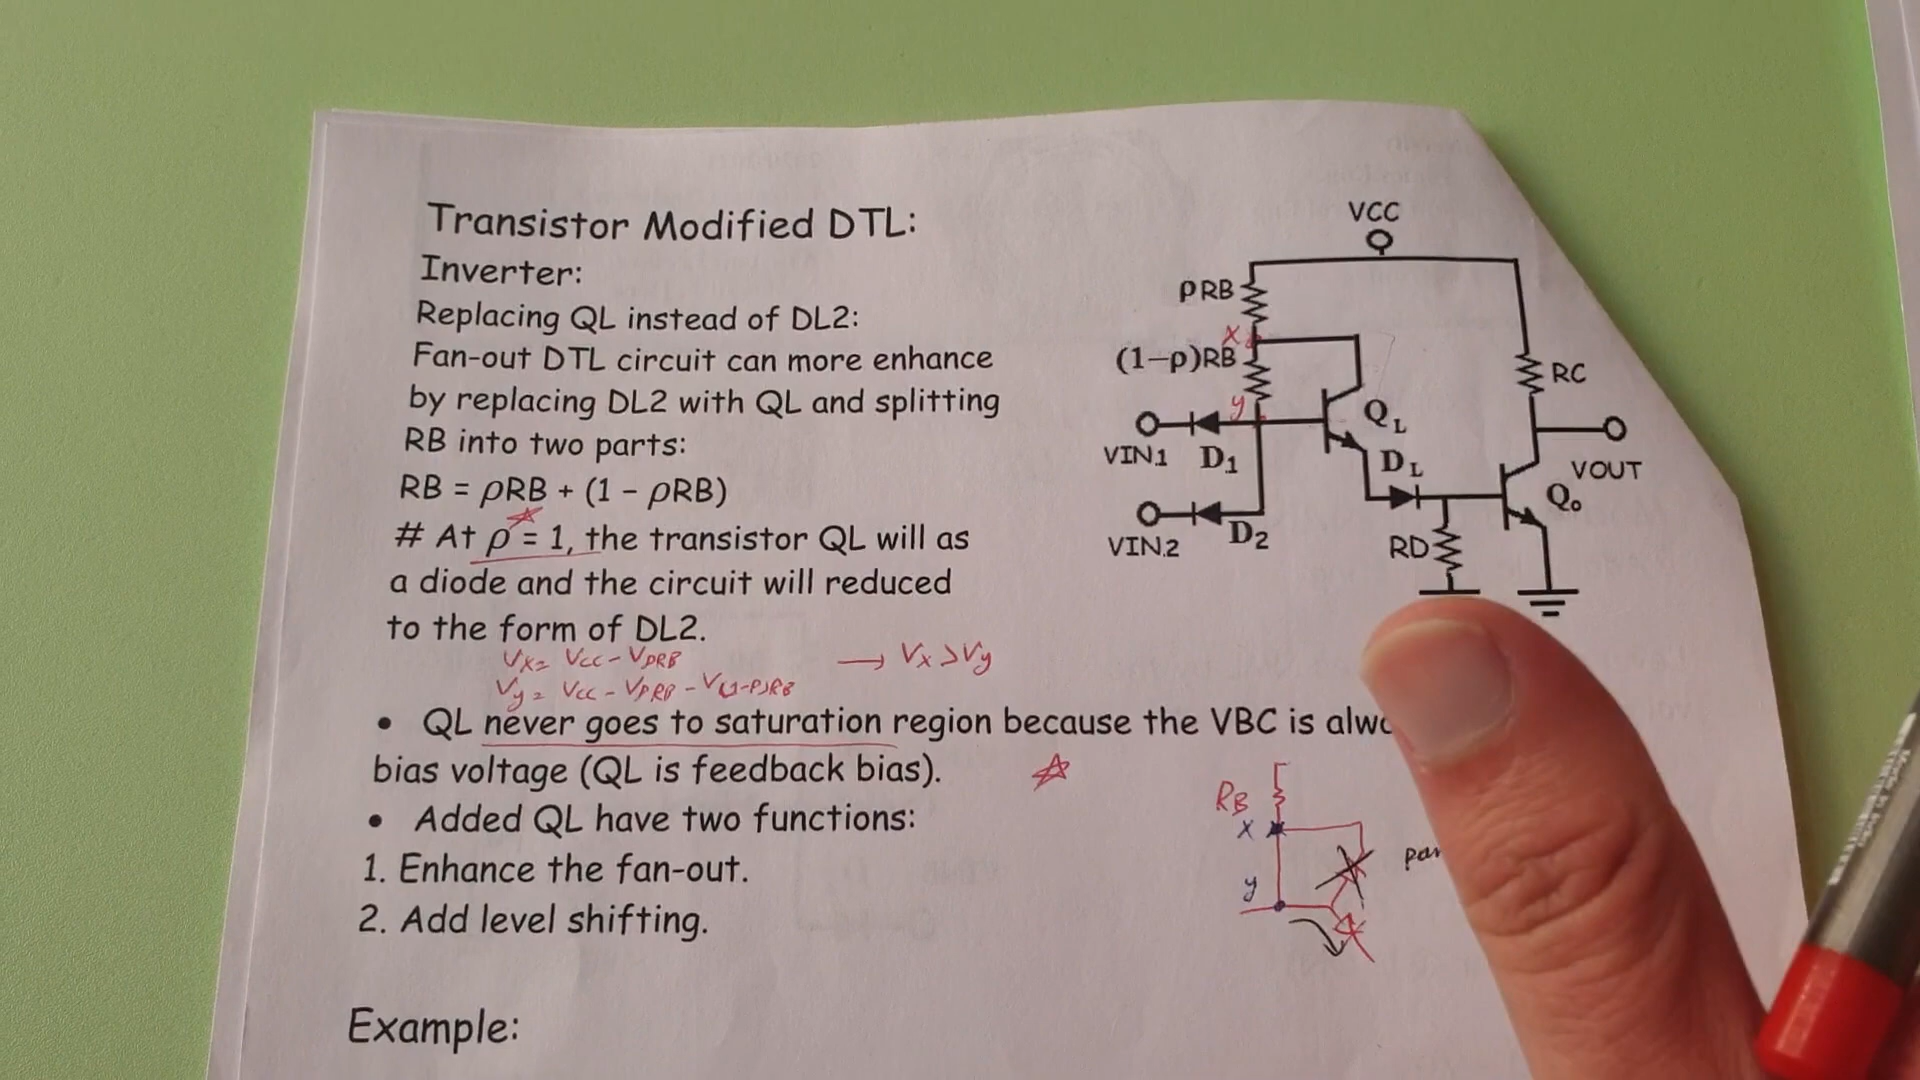 Transistor Modified DTL:
Inverter:
Replacing QL instead of DL2:
Fan-out DTL circuit can more enhance
by replacing DL2 with QL and splitting
RB into two parts:
RB = ρRB + (1 - ρRB)
# At ρ = 1, the transistor QL will as
a diode and the circuit will reduced
to the form of DL2.
Vx= Vcc - VρRB
Vy= Vcc - VρRB - V(1-ρ)RB
→ Vx > Vy
• QL never goes to saturation region because the VBC is
bias voltage (QL is feedback bias).
• Added QL have two functions:
1. Enhance the fan-out.
2. Add level shifting.
Example:
VCC
ρRB
x
(1-ρ)RB
RC
y
QL
VIN1 D1
DL
VOUT
Qo
VIN2 D2
RD
RB
x
y